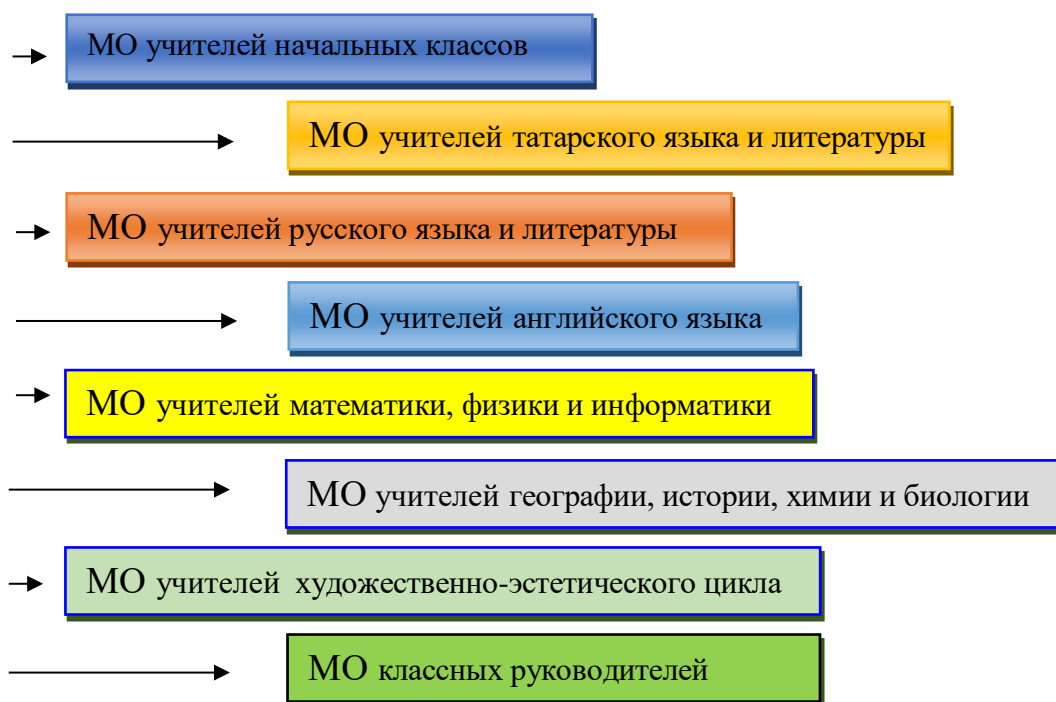 МО учителей начальных классов
МО учителей татарского языка и литературы
МО учителей русского языка и литературы
МО учителей английского языка
МО учителей математики, физики и информатики
МО учителей географии, истории, химии и биологии
МО учителей художественно-эстетического цикла
МО классных руководителей